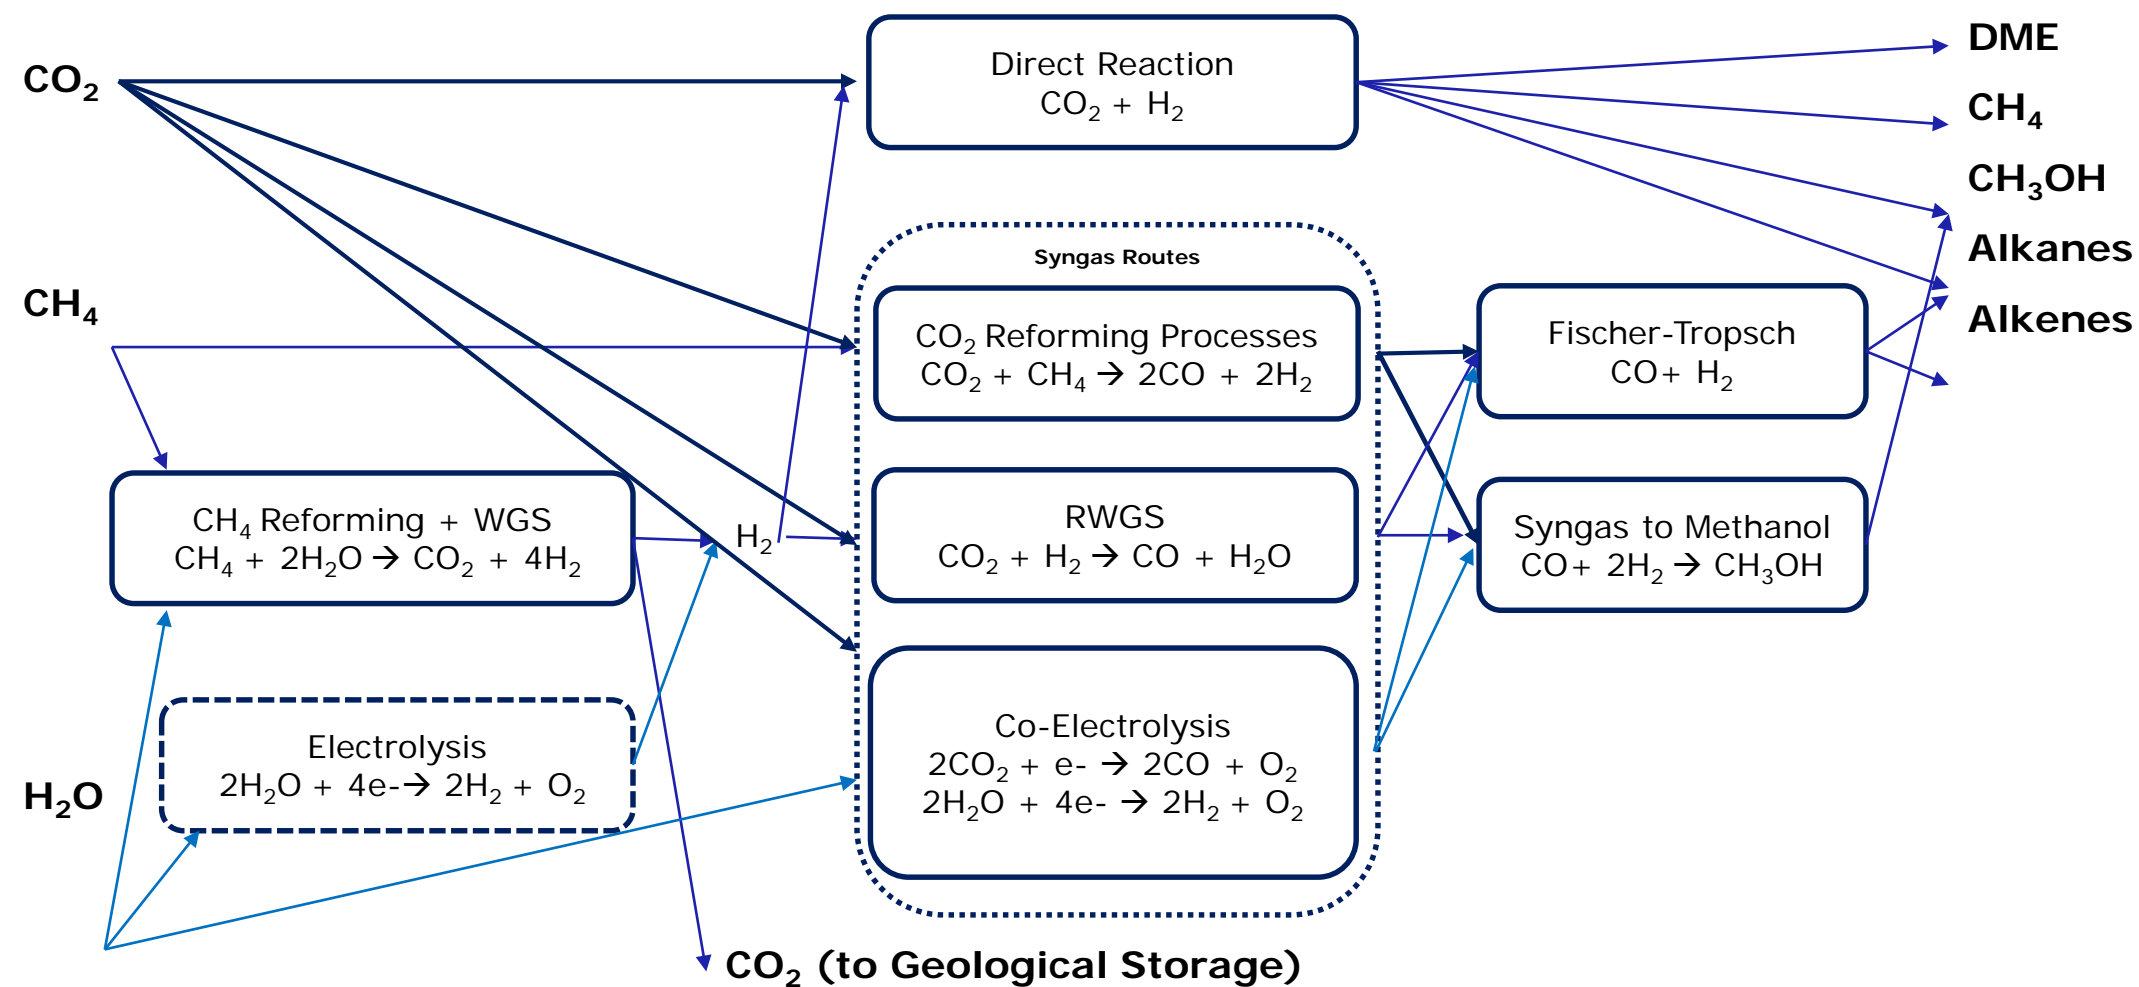 CO₂
CH₄
H₂O
Direct Reaction
CO₂ + H₂
Syngas Routes
CO₂ Reforming Processes
CO₂ + CH₄ → 2CO + 2H₂
RWGS
CO₂ + H₂ → CO + H₂O
Co-Electrolysis
2CO₂ + e- → 2CO + O₂
2H₂O + 4e- → 2H₂ + O₂
CH₄ Reforming + WGS
CH₄ + 2H₂O → CO₂ + 4H₂
H₂
Electrolysis
2H₂O + 4e-→ 2H₂ + O₂
Fischer-Tropsch
CO+ H₂
Syngas to Methanol
CO+ 2H₂ → CH₃OH
DME
CH₄
CH₃OH
Alkanes
Alkenes
CO₂ (to Geological Storage)